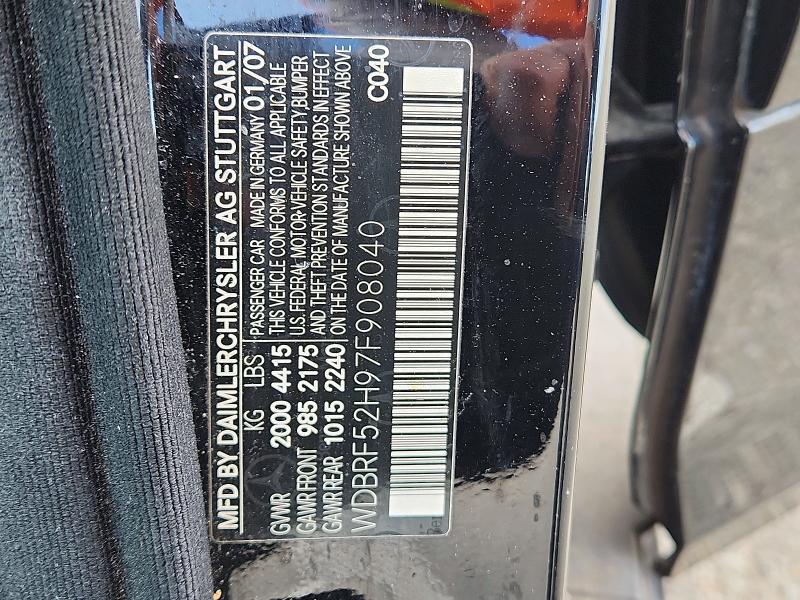 MFD BY DAIMLERCHRYSLER AG STUTTGART
KG LBS PASSENGER CAR MADE IN GERMANY 01/07
GVWR 2000 4415 THIS VEHICLE CONFORMS TO ALL APPLICABLE
GAWR FRONT 985 2175 U.S. FEDERAL MOTOR-VEHICLE SAFETY BUMPER
AND THEFT PREVENTION STANDARDS IN EFFECT
GAWR REAR 1015 2240 ON THE DATE OF MANUFACTURE SHOWN ABOVE
WDBRF52H97F908040 C040